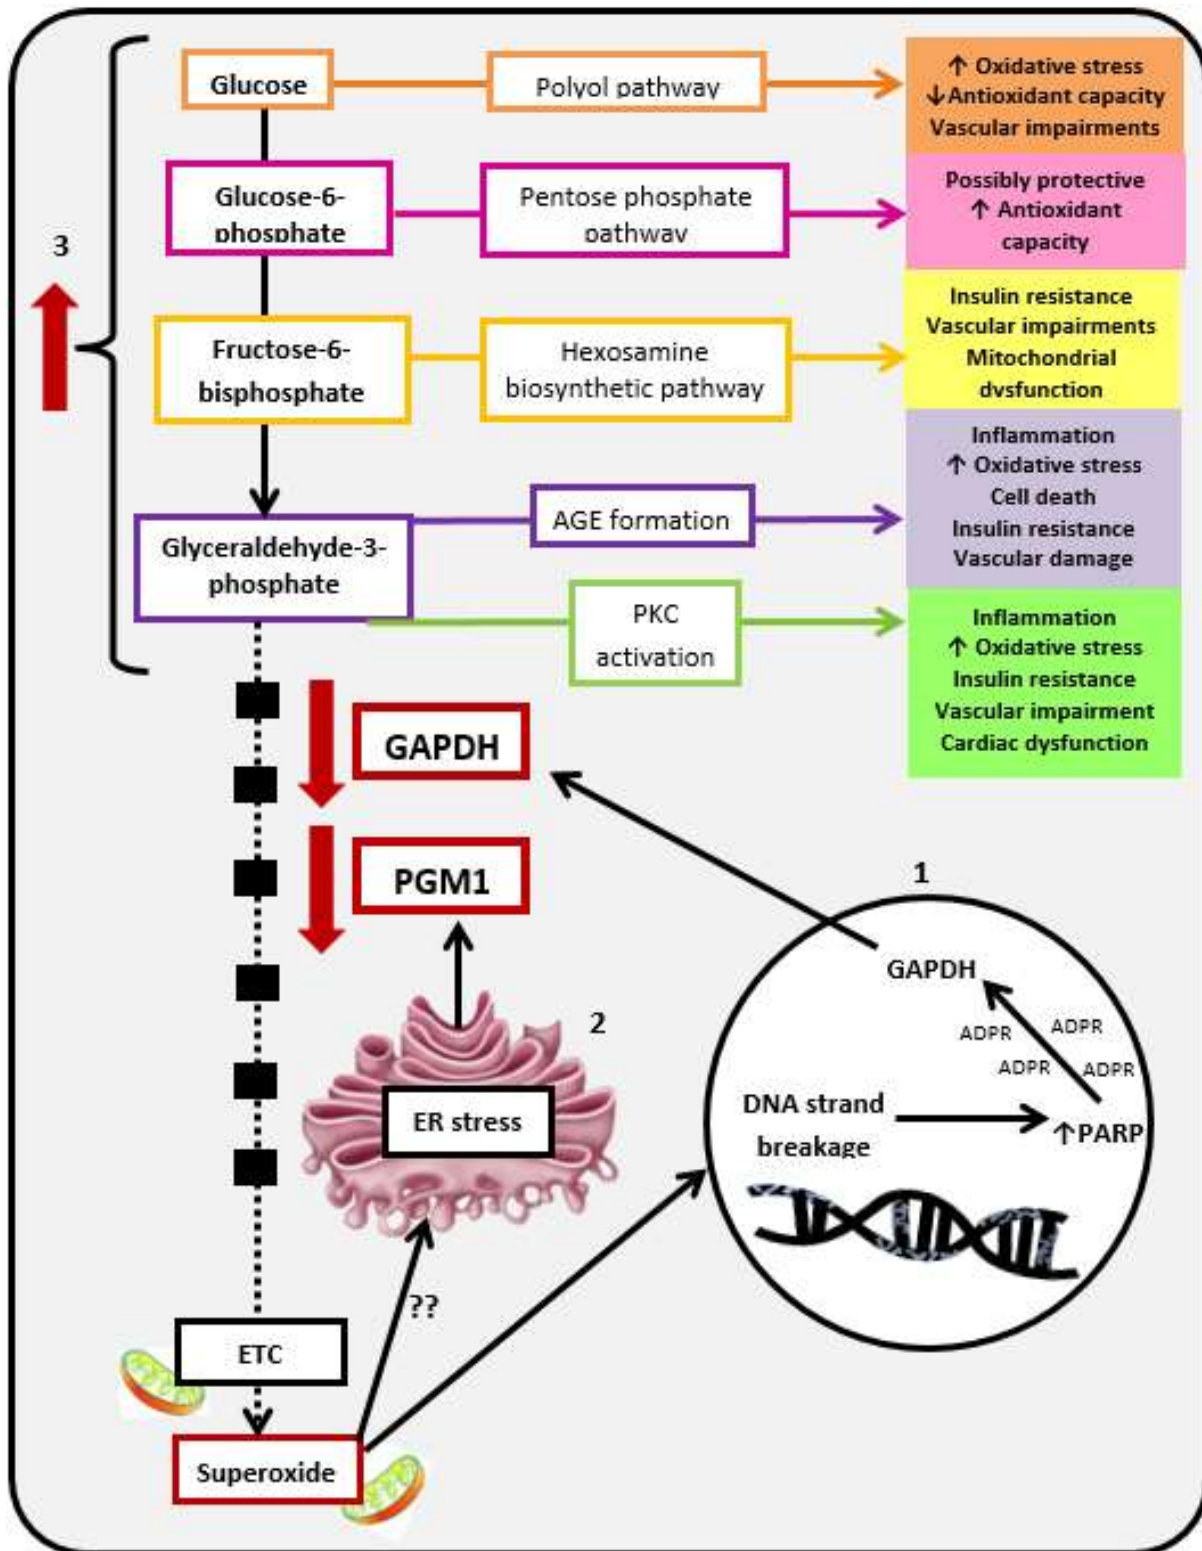 Glucose
Polyol pathway
↑ Oxidative stress
↓Antioxidant capacity
Vascular impairments
Glucose-6-
phosphate
Pentose phosphate
pathway
Possibly protective
↑ Antioxidant
capacity
3
Fructose-6-
bisphosphate
Hexosamine
biosynthetic pathway
Insulin resistance
Vascular impairments
Mitochondrial
dysfunction
Glyceraldehyde-3-
phosphate
AGE formation
Inflammation
↑ Oxidative stress
Cell death
Insulin resistance
Vascular damage
PKC
activation
Inflammation
↑ Oxidative stress
Insulin resistance
Vascular impairment
Cardiac dysfunction
GAPDH
PGM1
1
GAPDH
ADPR
ADPR
ADPR
ADPR
2
ER stress
DNA strand
breakage
↑PARP
??
ETC
Superoxide